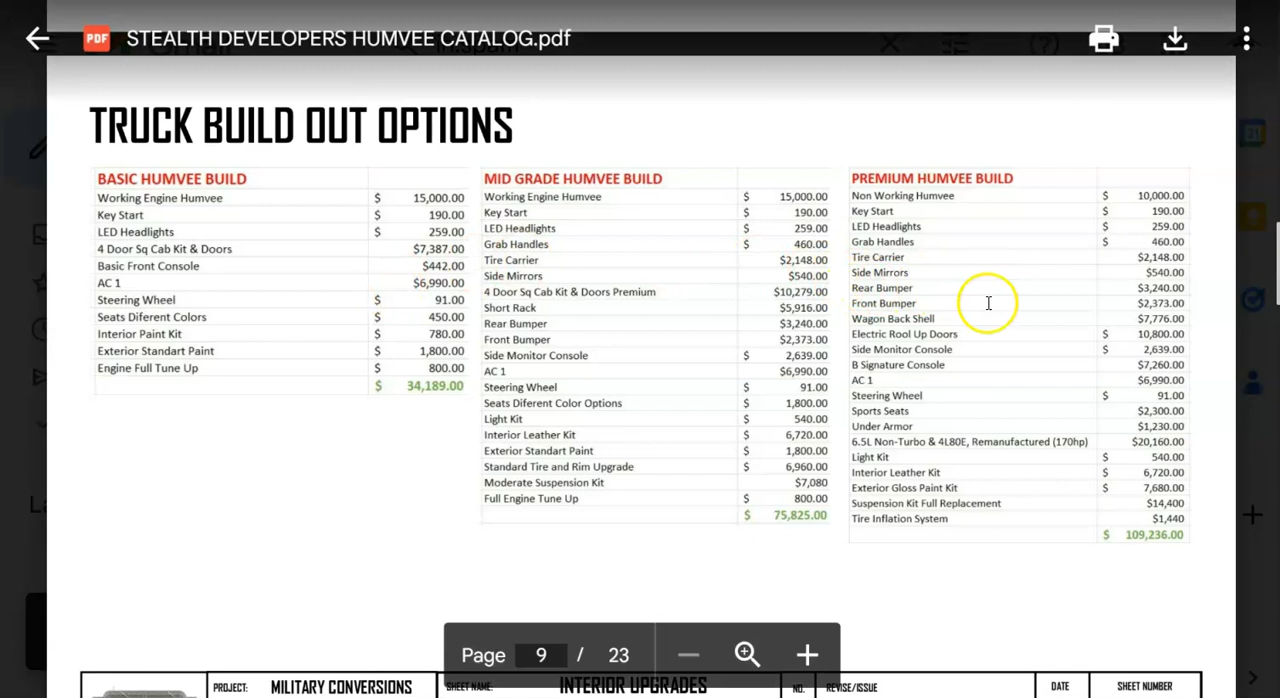 PDF STEALTH DEVELOPERS HUMVEE CATALOG.pdf
TRUCK BUILD OUT OPTIONS
BASIC HUMVEE BUILD
Working Engine Humvee $ 15,000.00
Key Start $ 190.00
LED Headlights $ 259.00
4 Door Sq Cab Kit & Doors $7,387.00
Basic Front Console $442.00
AC 1 $6,990.00
Steering Wheel $ 91.00
Seats Diferent Colors $ 450.00
Interior Paint Kit $ 780.00
Exterior Standart Paint $ 1,800.00
Engine Full Tune Up $ 800.00
$ 34,189.00
MID GRADE HUMVEE BUILD
Working Engine Humvee $ 15,000.00
Key Start $ 190.00
LED Headlights $ 259.00
Grab Handles $ 460.00
Tire Carrier $2,148.00
Side Mirrors $540.00
4 Door Sq Cab Kit & Doors Premium $10,279.00
Short Rack $5,916.00
Rear Bumper $3,240.00
Front Bumper $2,373.00
Side Monitor Console $ 2,639.00
AC 1 $6,990.00
Steering Wheel $ 91.00
Seats Diferent Color Options $ 1,800.00
Light Kit $ 540.00
Interior Leather Kit $ 6,720.00
Exterior Standart Paint $ 1,800.00
Standard Tire and Rim Upgrade $ 6,960.00
Moderate Suspension Kit $7,080
Full Engine Tune Up $ 800.00
$ 75,825.00
PREMIUM HUMVEE BUILD
Non Working Humvee $ 10,000.00
Key Start $ 190.00
LED Headlights $ 259.00
Grab Handles $ 460.00
Tire Carrier $2,148.00
Side Mirrors $540.00
Rear Bumper $3,240.00
Front Bumper $2,373.00
Wagon Back Shell $7,776.00
Electric Rool Up Doors $ 10,800.00
Side Monitor Console $ 2,639.00
B Signature Console $7,260.00
AC 1 $6,990.00
Steering Wheel $ 91.00
Sports Seats $2,300.00
Under Armor $1,230.00
6.5L Non-Turbo & 4L80E, Remanufactured (170hp) $20,160.00
Light Kit $ 540.00
Interior Leather Kit $ 6,720.00
Exterior Gloss Paint Kit $ 7,680.00
Suspension Kit Full Replacement $14,400
Tire Inflation System $1,440
$ 109,236.00
Page 9 / 23
PROJECT: MILITARY CONVERSIONS SHEET NAME: INTERIOR UPGRADES NO. REVISE/ISSUE DATE SHEET NUMBER